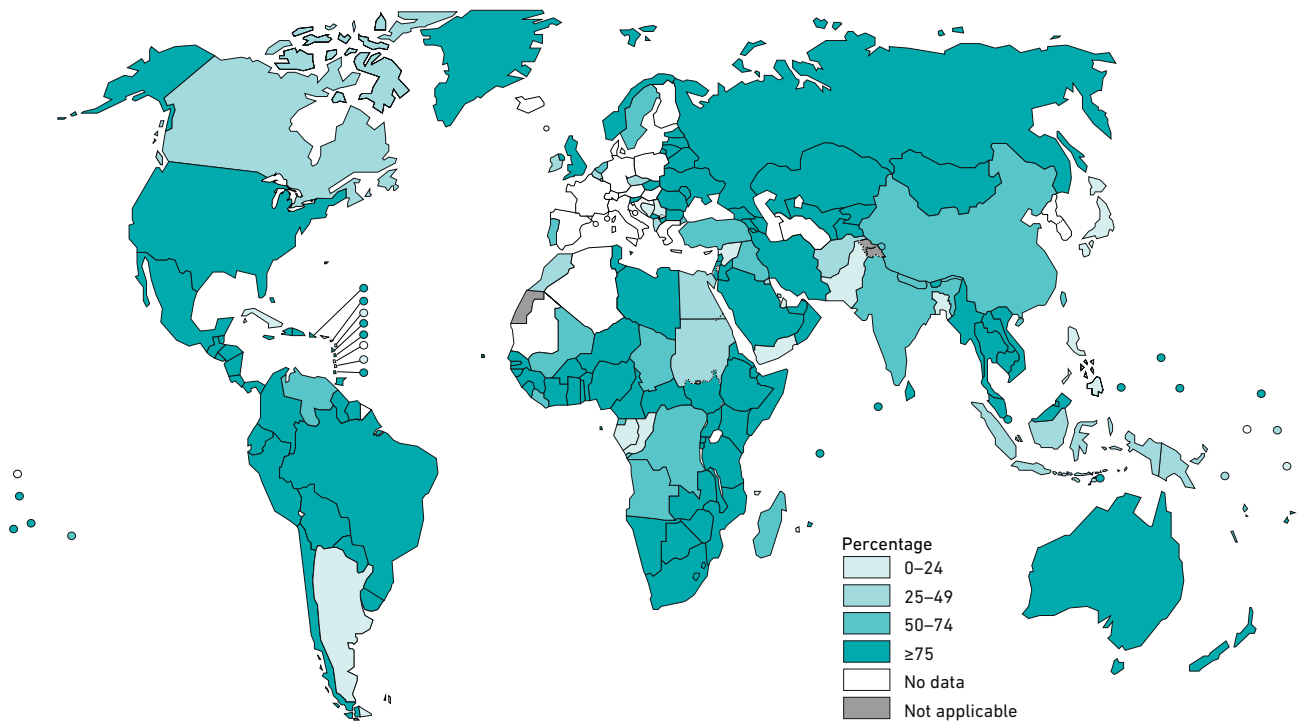 Percentage
0–24
25–49
50–74
≥75
No data
Not applicable